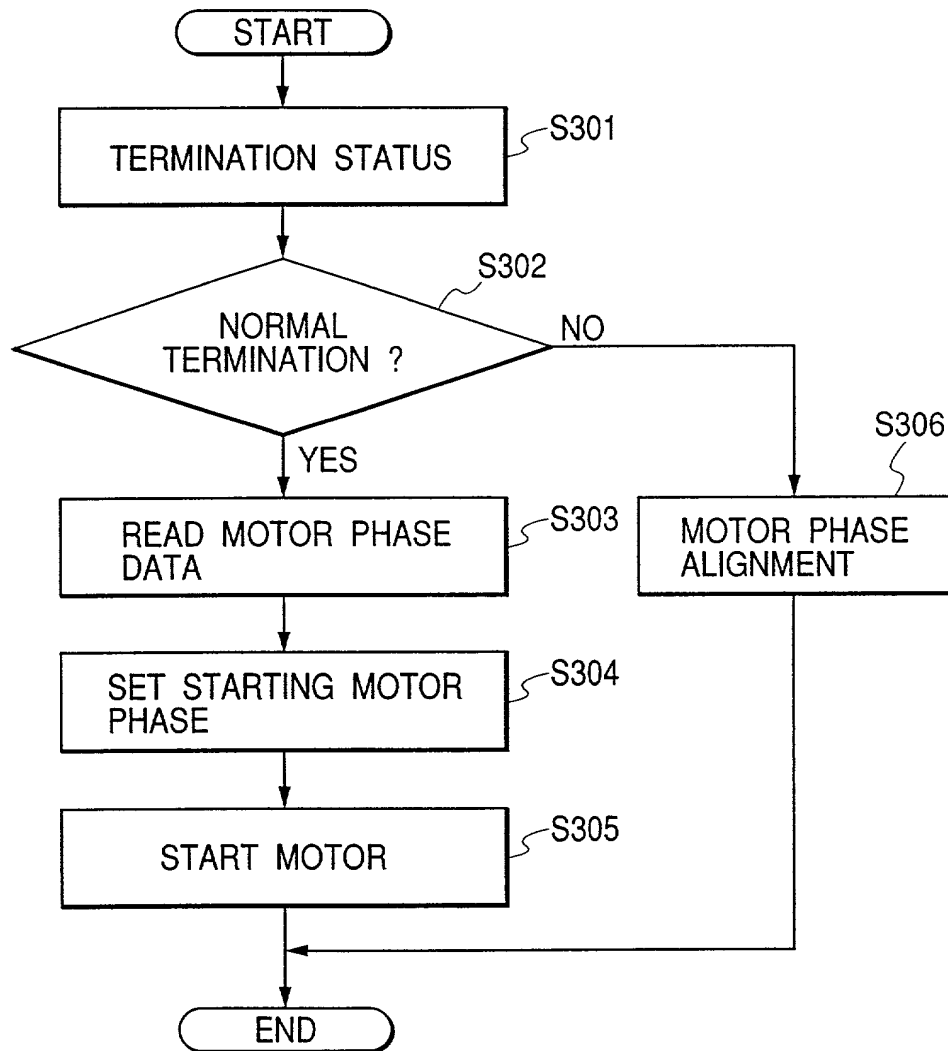 START
TERMINATION STATUS
S301
S302
NORMAL
TERMINATION ?
NO
YES
S306
READ MOTOR PHASE
DATA
S303
MOTOR PHASE
ALIGNMENT
SET STARTING MOTOR
PHASE
S304
START MOTOR
S305
END